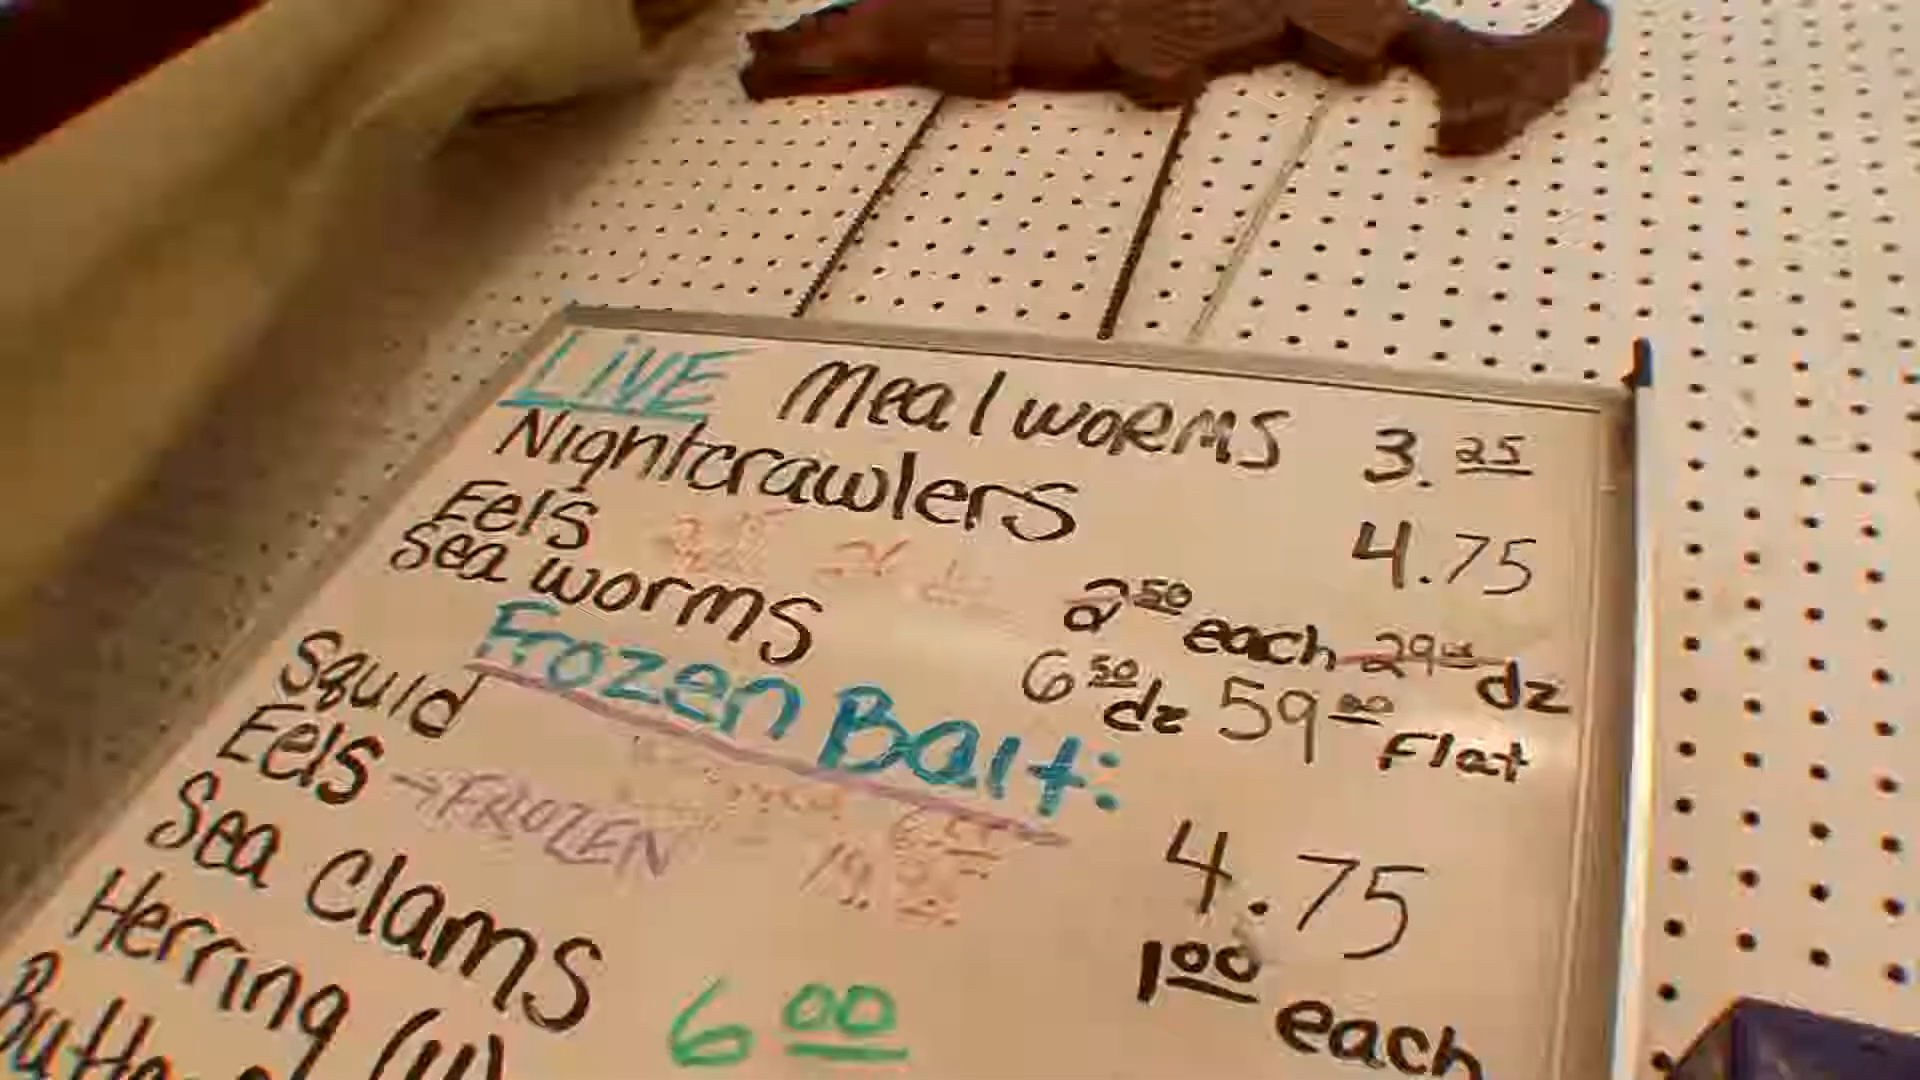 LIVE Mealworms 3.25
Nightcrawlers 4.75
Eels 2 50 each 29 dz
Sea worms 6 50 dz 59 00 Flat
Frozen Bait:
Squid 4.75
Eels → FROZEN 1 00 each
Sea Clams 6 00
Herring